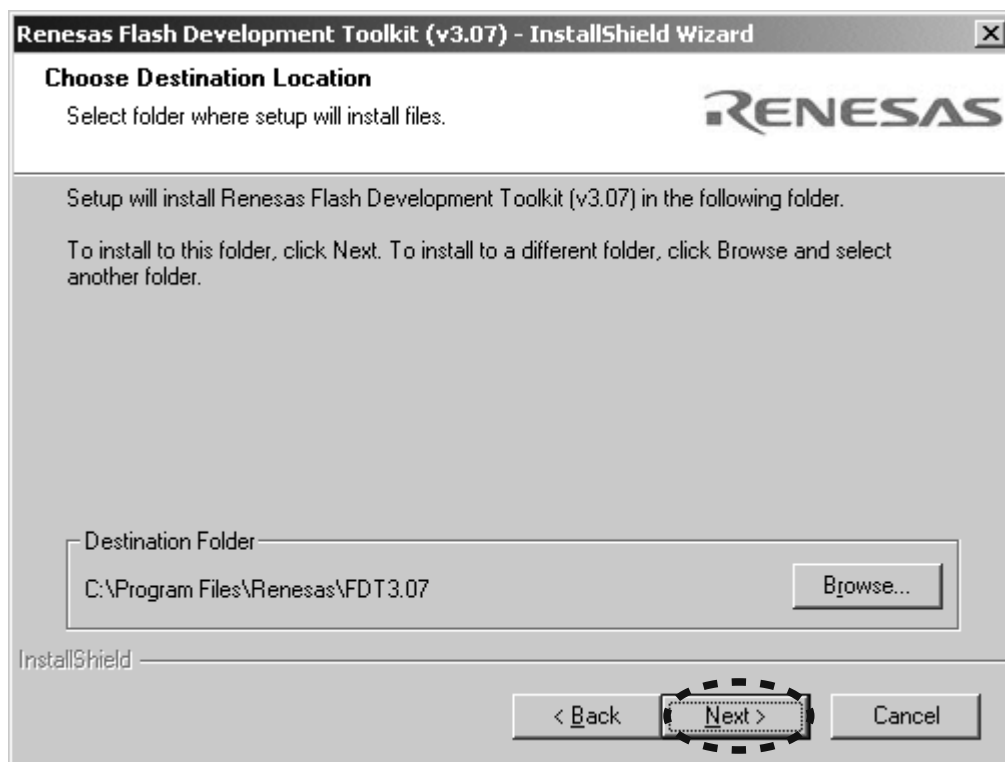 Renesas Flash Development Toolkit (v3.07) - InstallShield Wizard
Choose Destination Location
Select folder where setup will install files.
RENESAS
Setup will install Renesas Flash Development Toolkit (v3.07) in the following folder.
To install to this folder, click Next. To install to a different folder, click Browse and select
another folder.
Destination Folder
C:\Program Files\Renesas\FDT3.07
Browse...
InstallShield
< Back
Next >
Cancel